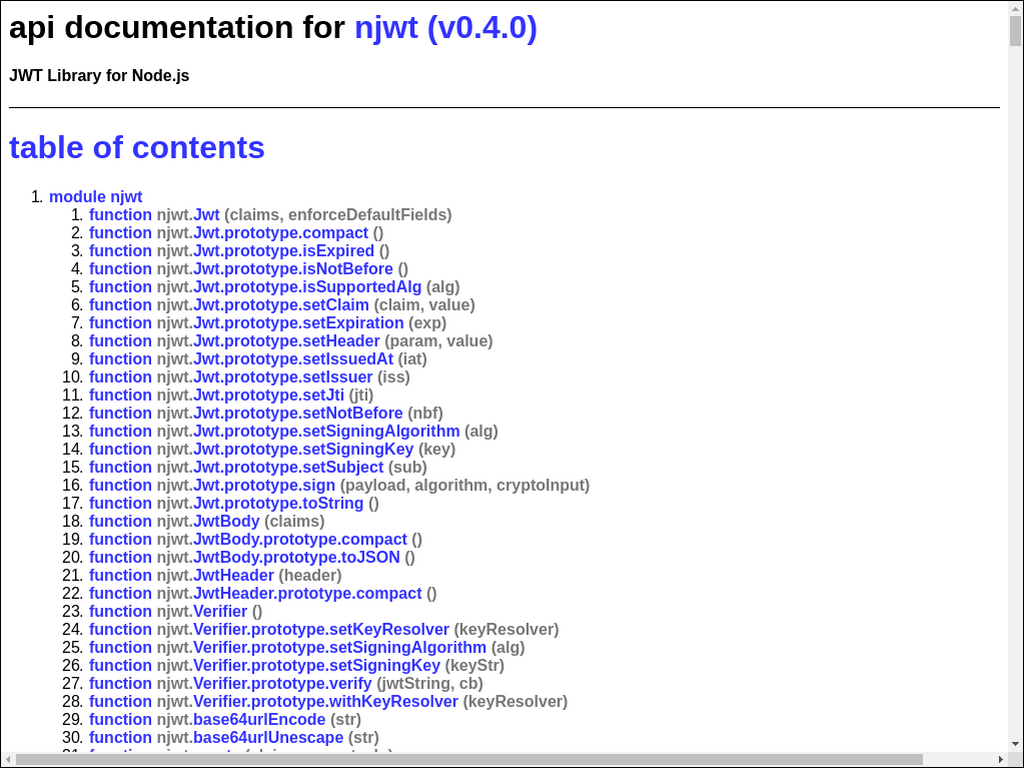 api documentation for njwt (v0.4.0)
JWT Library for Node.js
table of contents
1. module njwt
1. function njwt.Jwt (claims, enforceDefaultFields)
2. function njwt.Jwt.prototype.compact ()
3. function njwt.Jwt.prototype.isExpired ()
4. function njwt.Jwt.prototype.isNotBefore ()
5. function njwt.Jwt.prototype.isSupportedAlg (alg)
6. function njwt.Jwt.prototype.setClaim (claim, value)
7. function njwt.Jwt.prototype.setExpiration (exp)
8. function njwt.Jwt.prototype.setHeader (param, value)
9. function njwt.Jwt.prototype.setIssuedAt (iat)
10. function njwt.Jwt.prototype.setIssuer (iss)
11. function njwt.Jwt.prototype.setJti (jti)
12. function njwt.Jwt.prototype.setNotBefore (nbf)
13. function njwt.Jwt.prototype.setSigningAlgorithm (alg)
14. function njwt.Jwt.prototype.setSigningKey (key)
15. function njwt.Jwt.prototype.setSubject (sub)
16. function njwt.Jwt.prototype.sign (payload, algorithm, cryptoInput)
17. function njwt.Jwt.prototype.toString ()
18. function njwt.JwtBody (claims)
19. function njwt.JwtBody.prototype.compact ()
20. function njwt.JwtBody.prototype.toJSON ()
21. function njwt.JwtHeader (header)
22. function njwt.JwtHeader.prototype.compact ()
23. function njwt.Verifier ()
24. function njwt.Verifier.prototype.setKeyResolver (keyResolver)
25. function njwt.Verifier.prototype.setSigningAlgorithm (alg)
26. function njwt.Verifier.prototype.setSigningKey (keyStr)
27. function njwt.Verifier.prototype.verify (jwtString, cb)
28. function njwt.Verifier.prototype.withKeyResolver (keyResolver)
29. function njwt.base64urlEncode (str)
30. function njwt.base64urlUnescape (str)